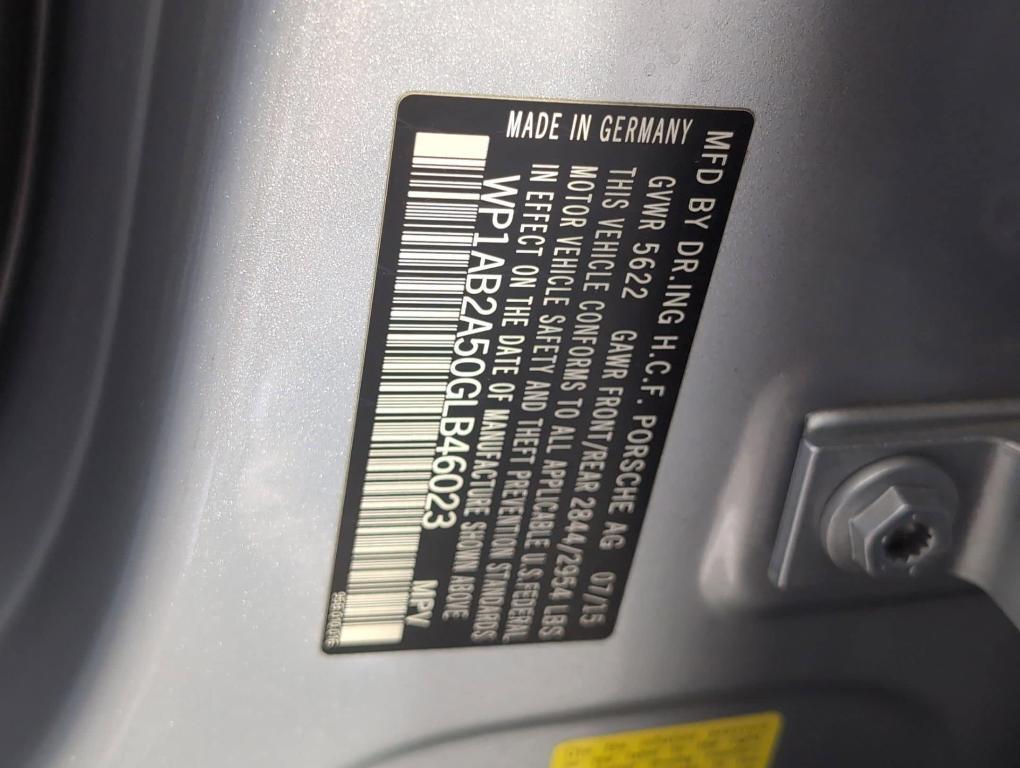 MFD BY DR.ING H.C.F. PORSCHE AG 07/15
GVWR 5622 GAWR FRONT/REAR 2844/2954 LBS
THIS VEHICLE CONFORMS TO ALL APPLICABLE U.S.FEDERAL
MOTOR VEHICLE SAFETY AND THEFT PREVENTION STANDARDS
IN EFFECT ON THE DATE OF MANUFACTURE SHOWN ABOVE
WP1AB2A50GLB46023 MPV
MADE IN GERMANY